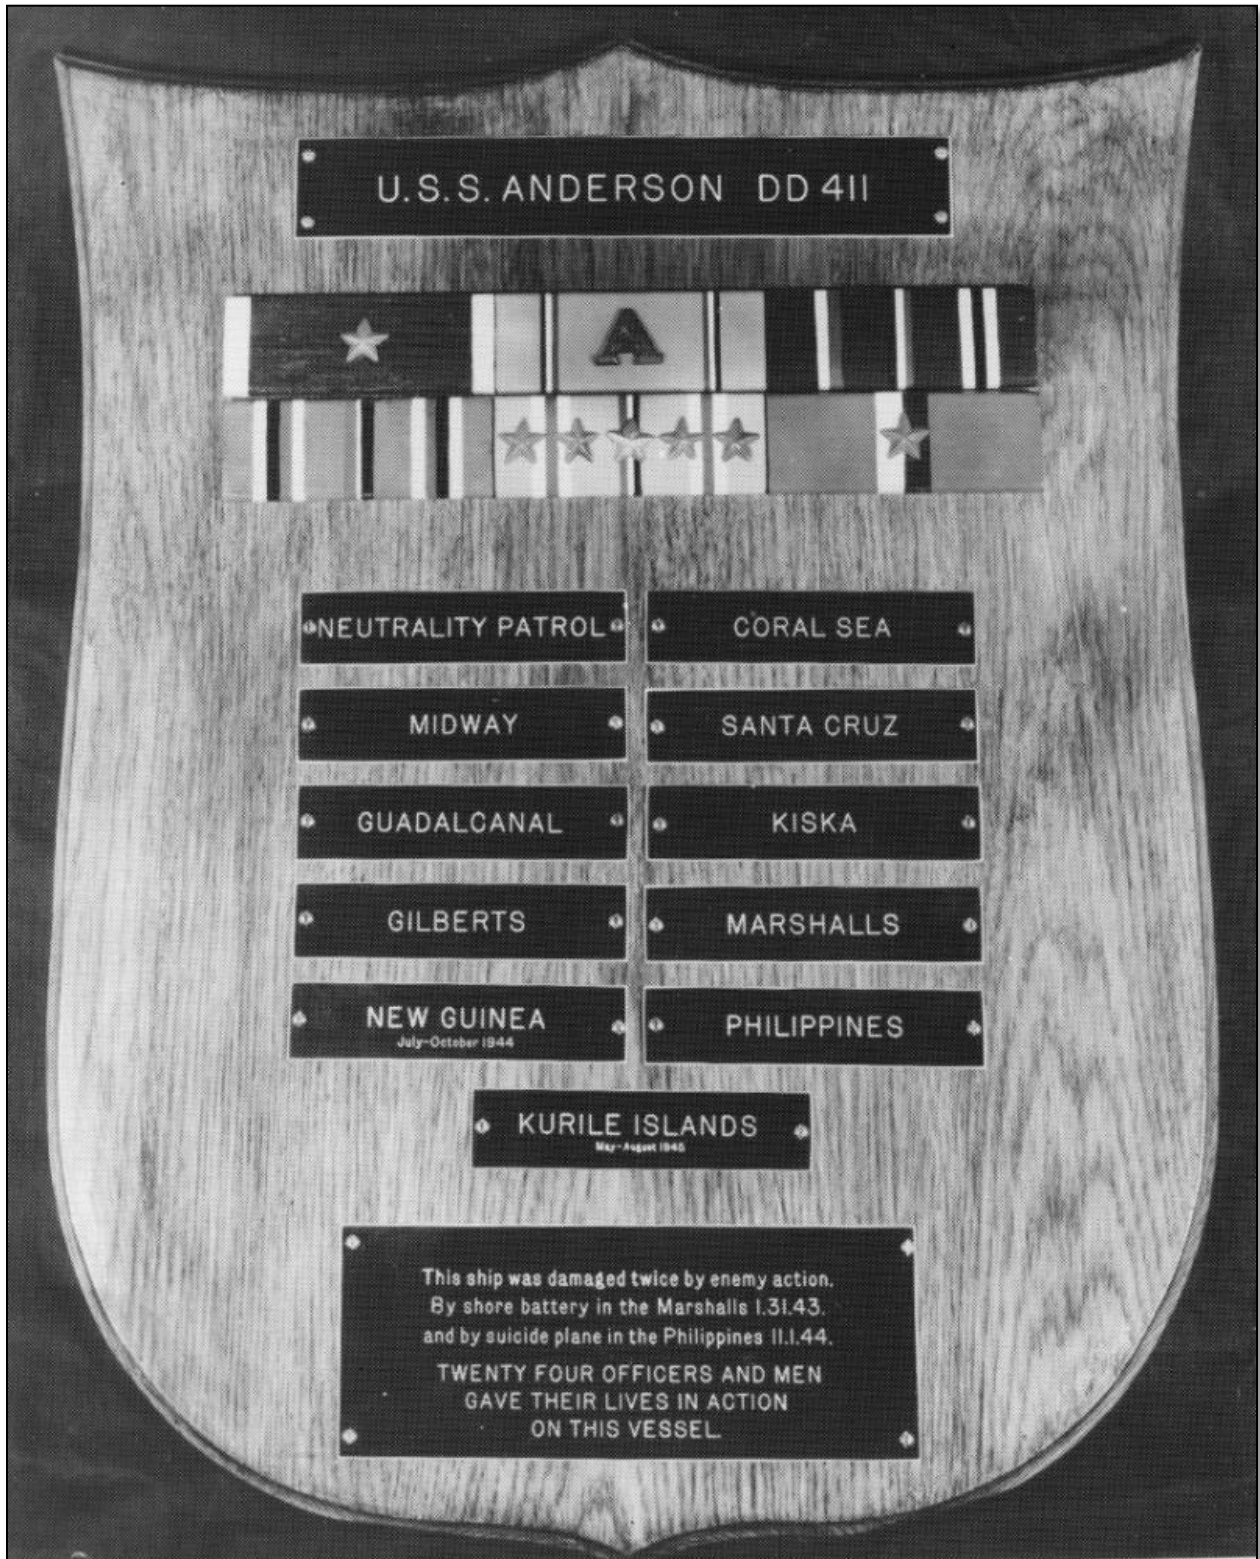 U.S.S. ANDERSON DD 411
A
NEUTRALITY PATROL
CORAL SEA
MIDWAY
SANTA CRUZ
GUADALCANAL
KISKA
GILBERTS
MARSHALLS
NEW GUINEA
July-October 1944
PHILIPPINES
KURILE ISLANDS
May-August 1945
This ship was damaged twice by enemy action.
By shore battery in the Marshalls 1.31.43.
and by suicide plane in the Philippines 11.1.44.
TWENTY FOUR OFFICERS AND MEN
GAVE THEIR LIVES IN ACTION
ON THIS VESSEL.